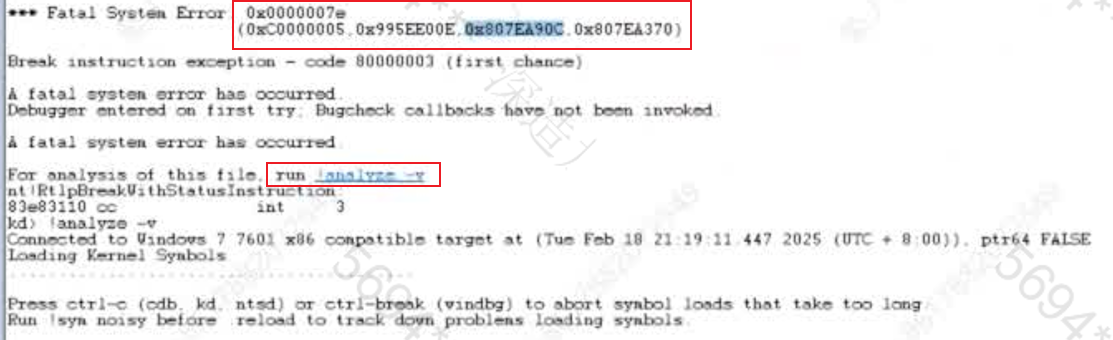 *** Fatal System Error: 0x0000007e
(0xC0000005,0x995EE00E,0x807EA90C,0x807EA370)
Break instruction exception - code 80000003 (first chance)
A fatal system error has occurred.
Debugger entered on first try; Bugcheck callbacks have not been invoked.
A fatal system error has occurred.
For analysis of this file, run !analyze -v
nt!RtlpBreakWithStatusInstruction:
83e83110 cc int 3
kd> !analyze -v
Connected to Windows 7 7601 x86 compatible target at (Tue Feb 18 21:19:11.447 2025 (UTC + 8:00)), ptr64 FALSE
Loading Kernel Symbols
Press ctrl-c (cdb, kd, ntsd) or ctrl-break (windbg) to abort symbol loads that take too long.
Run !sym noisy before .reload to track down problems loading symbols.
深造)
5694*
5694*